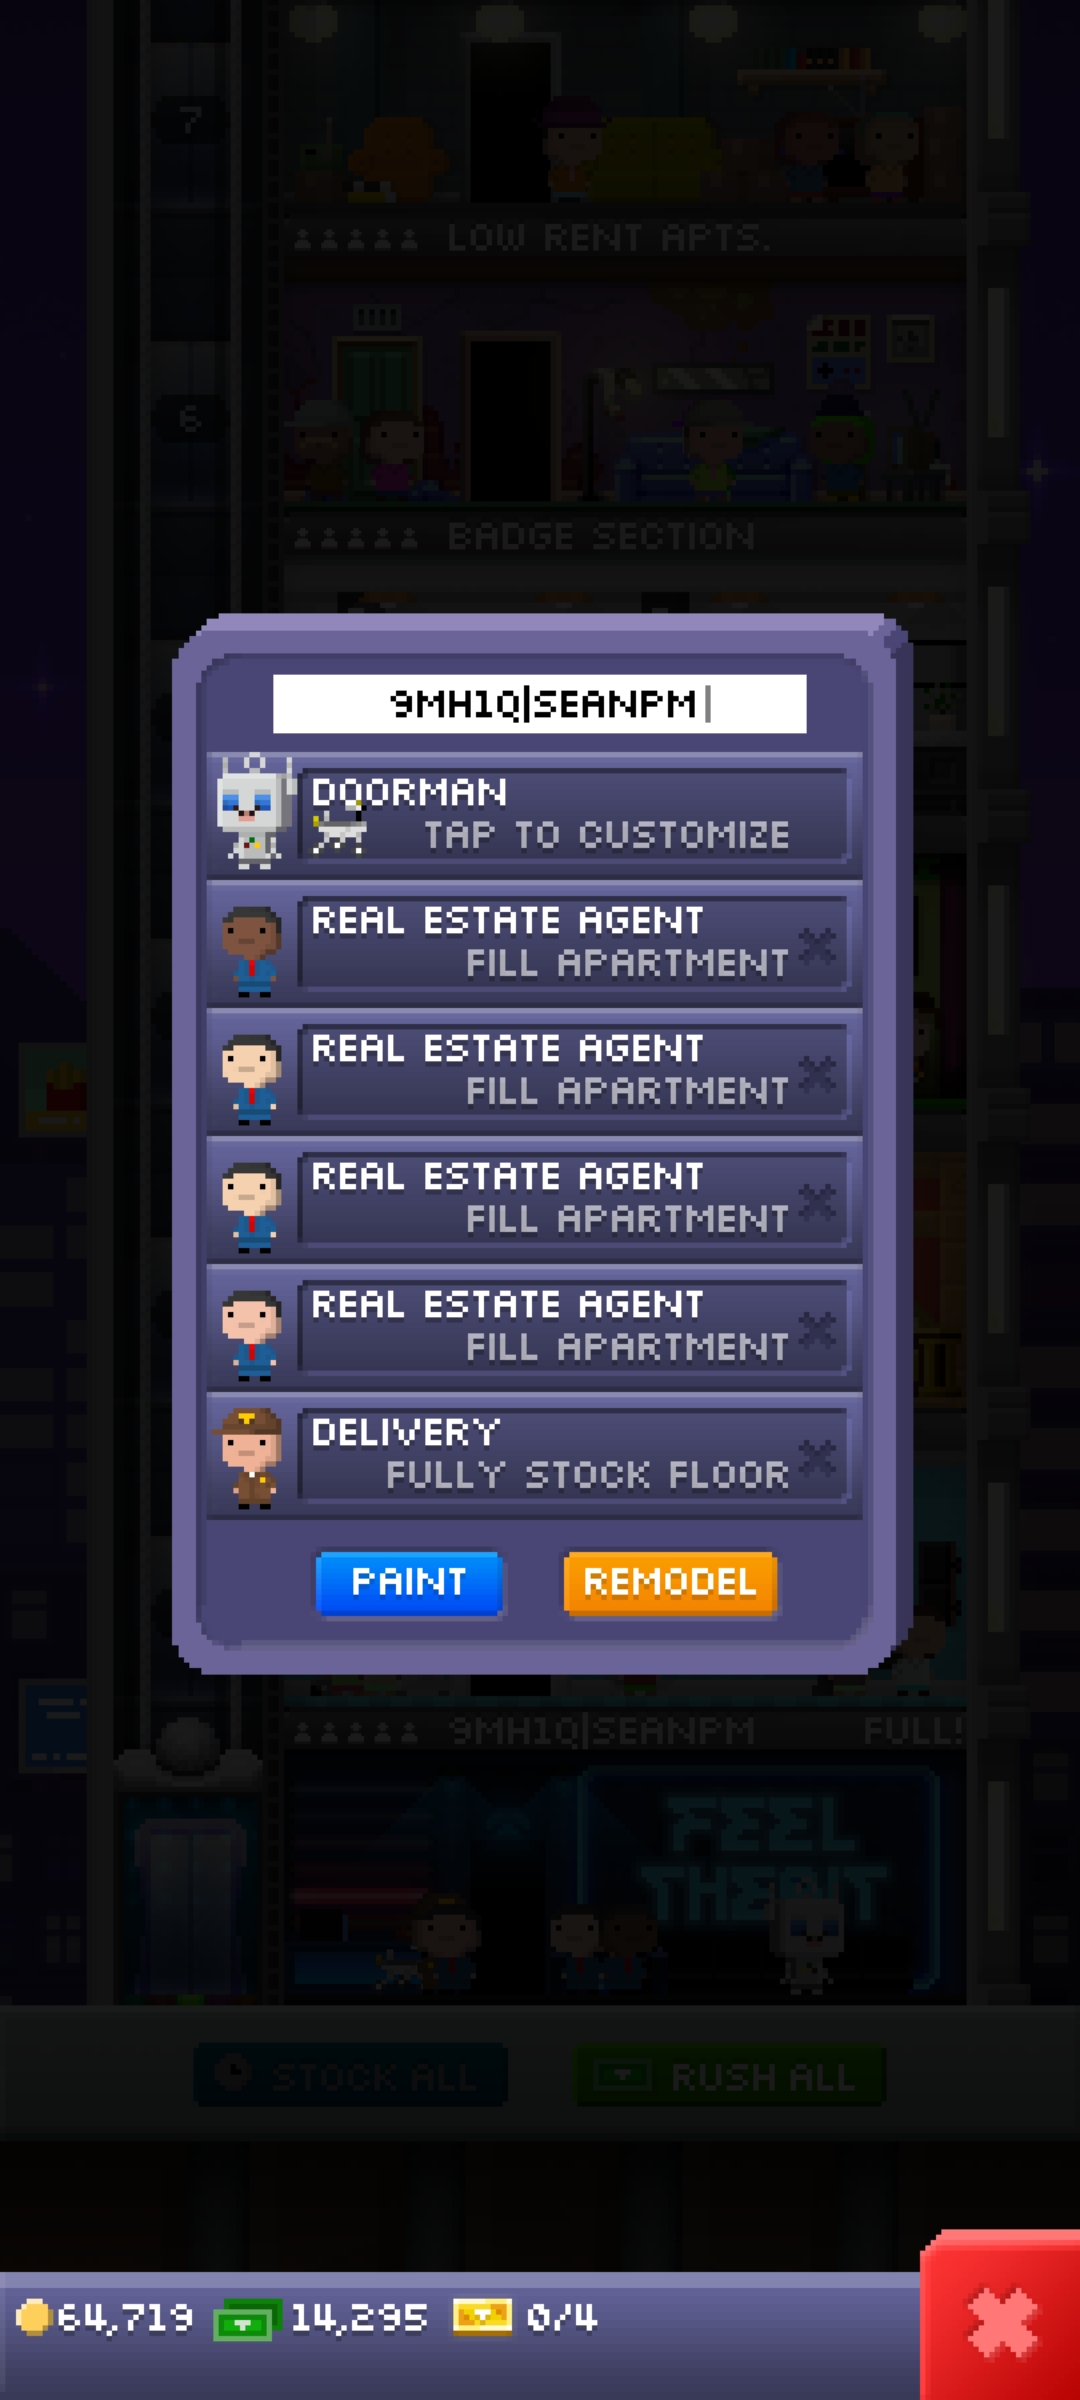 7
LOW RENT APTS.
6
BADGE SECTION
9MH1Q|SEANPM
DOORMAN
TAP TO CUSTOMIZE
REAL ESTATE AGENT
FILL APARTMENT
REAL ESTATE AGENT
FILL APARTMENT
REAL ESTATE AGENT
FILL APARTMENT
REAL ESTATE AGENT
FILL APARTMENT
DELIVERY
FULLY STOCK FLOOR
PAINT REMODEL
9MH1Q|SEANPM FULL!
FEEL
THE BIT
STOCK ALL RUSH ALL
64,719 14,295 0/4